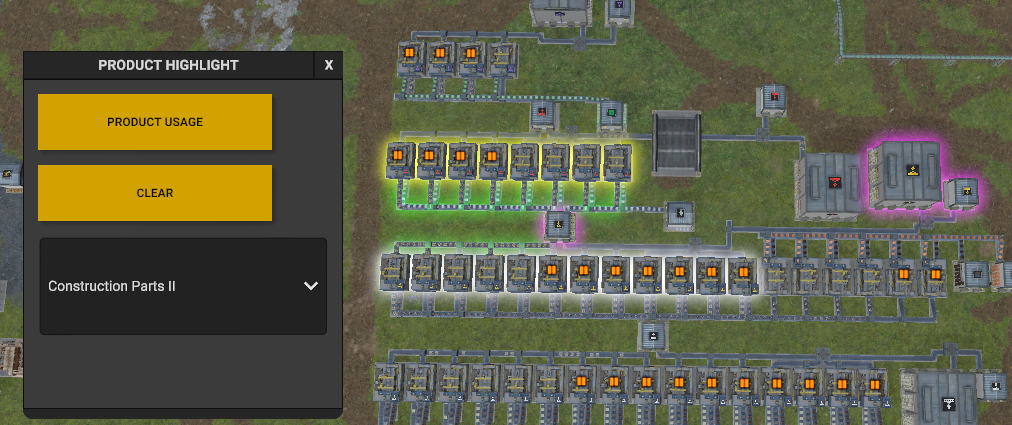 PRODUCT HIGHLIGHT X
PRODUCT USAGE
CLEAR
Construction Parts II